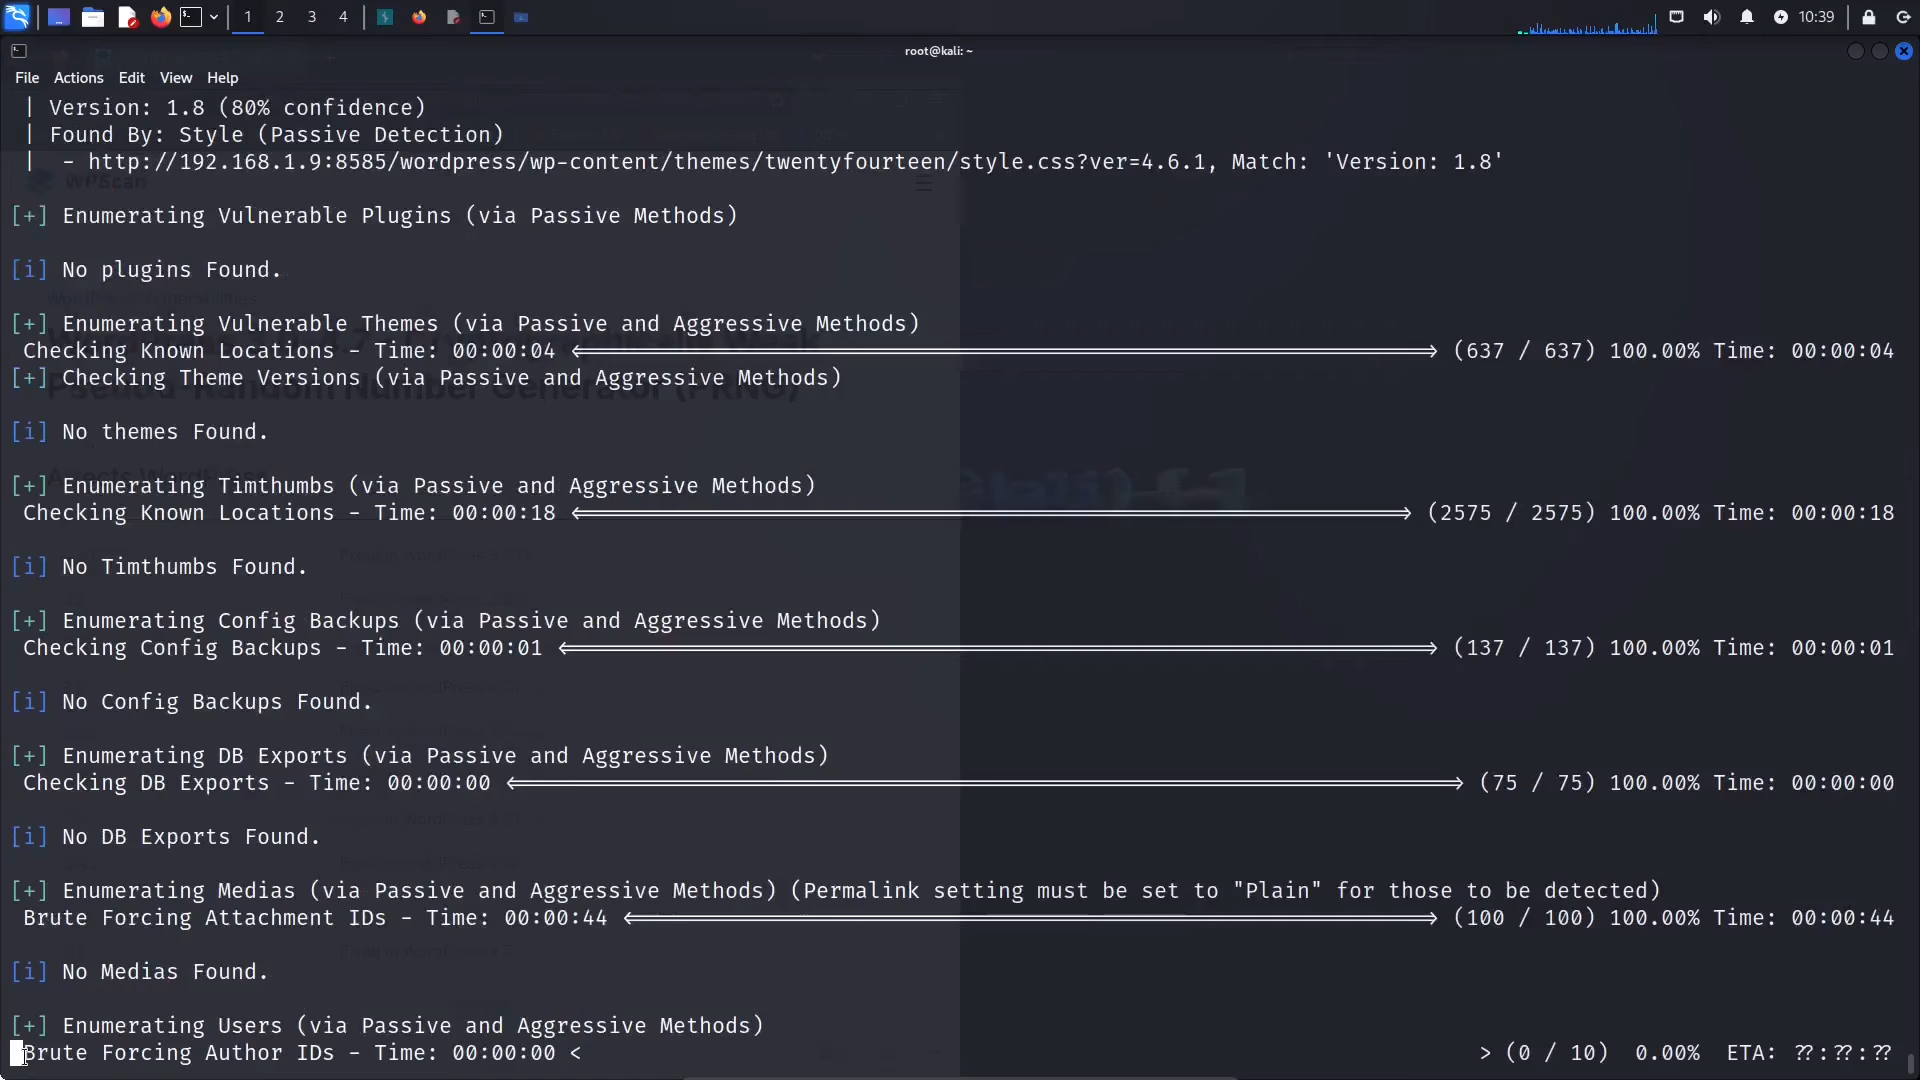 1 2 3 4 10:39
root@kali: ~
File Actions Edit View Help
| Version: 1.8 (80% confidence)
| Found By: Style (Passive Detection)
|  - http://192.168.1.9:8585/wordpress/wp-content/themes/twentyfourteen/style.css?ver=4.6.1, Match: 'Version: 1.8'
WPScan
[+] Enumerating Vulnerable Plugins (via Passive Methods)
[i] No plugins Found.
[+] Enumerating Vulnerable Themes (via Passive and Aggressive Methods)
Checking Known Locations - Time: 00:00:04 <=====> (637 / 637) 100.00% Time: 00:00:04
[+] Checking Theme Versions (via Passive and Aggressive Methods)
Pseudo-Random Number Generator (PRNG)
[i] No themes Found.
[+] Enumerating Timthumbs (via Passive and Aggressive Methods)
Checking Known Locations - Time: 00:00:18 <=====> (2575 / 2575) 100.00% Time: 00:00:18
[i] No Timthumbs Found.
[+] Enumerating Config Backups (via Passive and Aggressive Methods)
Checking Config Backups - Time: 00:00:01 <=====> (137 / 137) 100.00% Time: 00:00:01
[i] No Config Backups Found.
[+] Enumerating DB Exports (via Passive and Aggressive Methods)
Checking DB Exports - Time: 00:00:00 <=====> (75 / 75) 100.00% Time: 00:00:00
[i] No DB Exports Found.
[+] Enumerating Medias (via Passive and Aggressive Methods) (Permalink setting must be set to "Plain" for those to be detected)
Brute Forcing Attachment IDs - Time: 00:00:44 <=====> (100 / 100) 100.00% Time: 00:00:44
[i] No Medias Found.
[+] Enumerating Users (via Passive and Aggressive Methods)
Brute Forcing Author IDs - Time: 00:00:00 < > (0 / 10) 0.00% ETA: ??:??:??